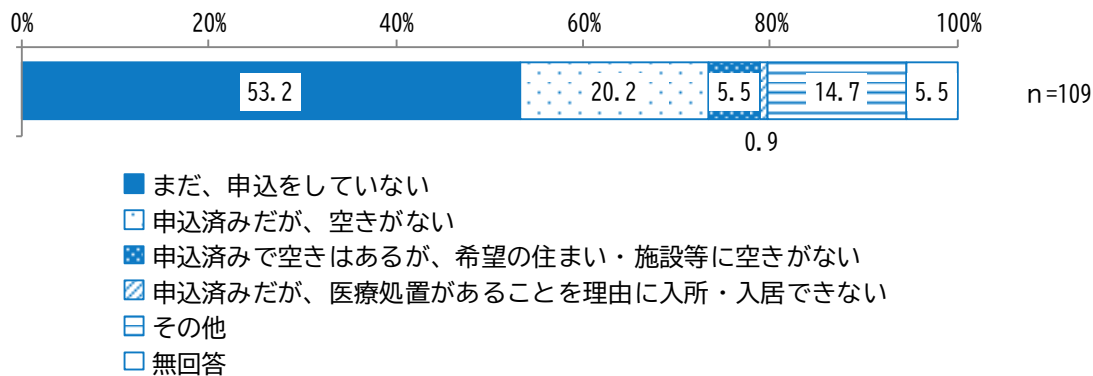 0% 20% 40% 60% 80% 100%
53.2 20.2 5.5 14.7 5.5 n=109
0.9
まだ、申込をしていない
申込済みだが、空きがない
申込済みで空きはあるが、希望の住まい・施設等に空きがない
申込済みだが、医療処置があることを理由に入所・入居できない
その他
無回答